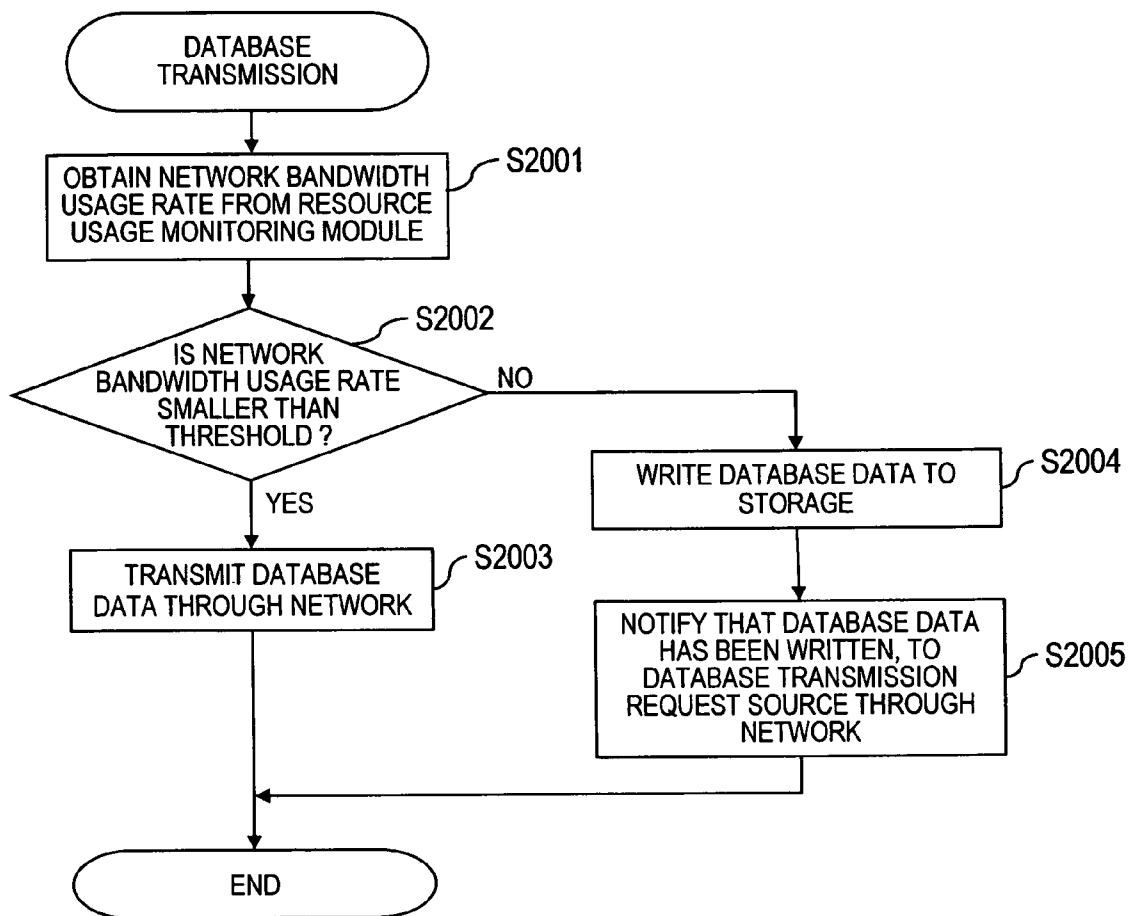 DATABASE
TRANSMISSION
S2001
OBTAIN NETWORK BANDWIDTH
USAGE RATE FROM RESOURCE
USAGE MONITORING MODULE
S2002
IS NETWORK
BANDWIDTH USAGE RATE
SMALLER THAN
THRESHOLD ?
NO
YES
S2003
TRANSMIT DATABASE
DATA THROUGH NETWORK
S2004
WRITE DATABASE DATA TO
STORAGE
S2005
NOTIFY THAT DATABASE DATA
HAS BEEN WRITTEN, TO
DATABASE TRANSMISSION
REQUEST SOURCE THROUGH
NETWORK
END